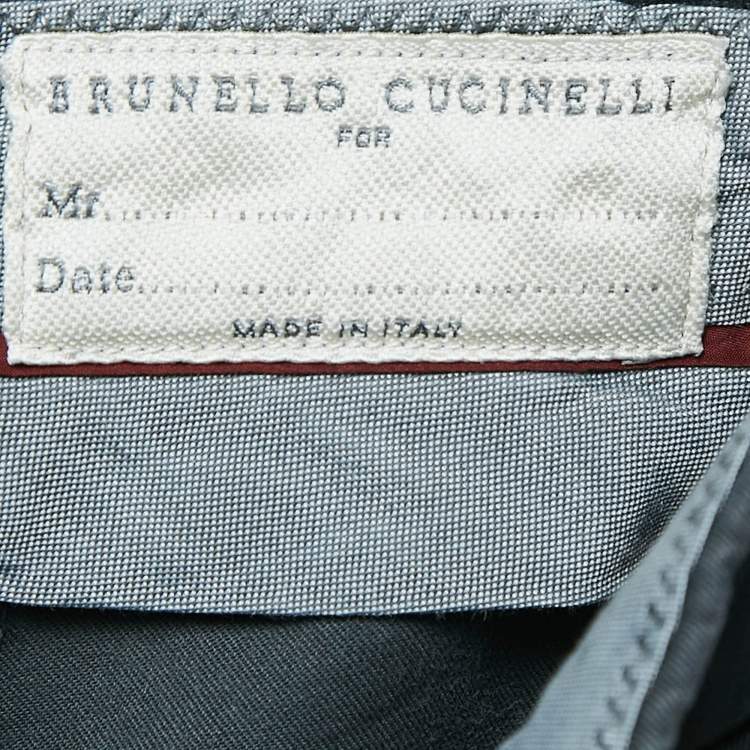 BRUNELLO CUCINELLI
FOR
Mr.............................................
Date.........................................
MADE IN ITALY